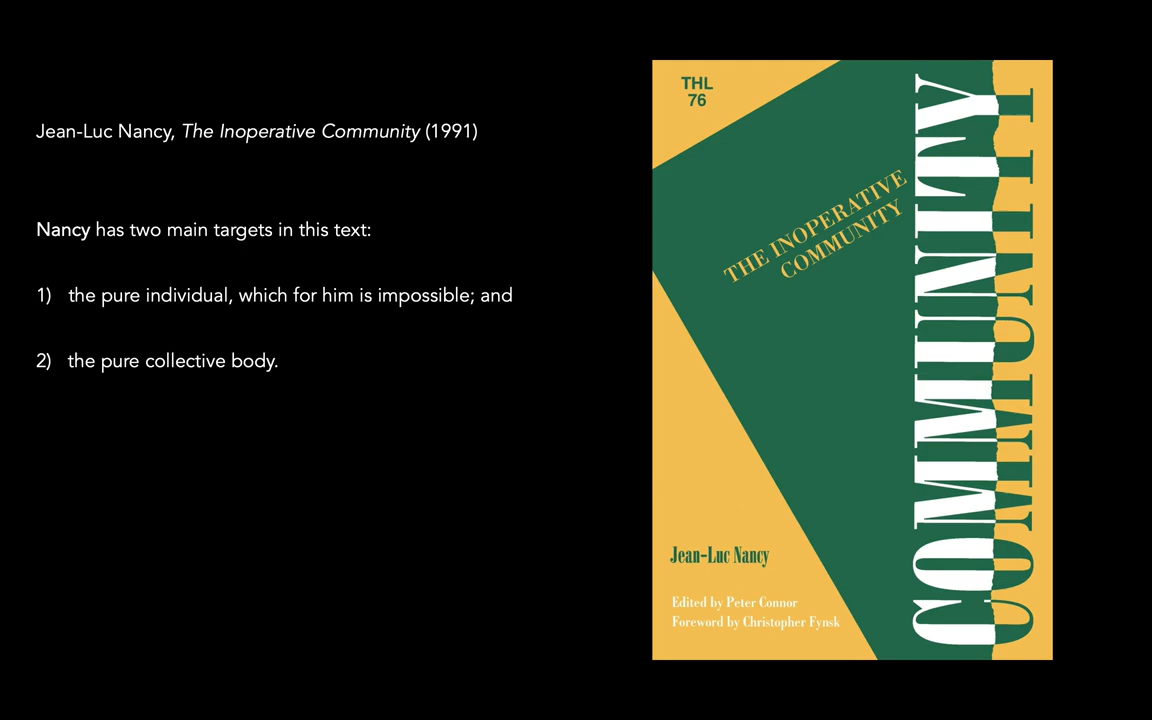 Jean-Luc Nancy, The Inoperative Community (1991)
Nancy has two main targets in this text:
1) the pure individual, which for him is impossible; and
2) the pure collective body.
THL
76
THE INOPERATIVE
COMMUNITY
COMMUNITY
Jean-Luc Nancy
Edited by Peter Connor
Foreword by Christopher Fynsk